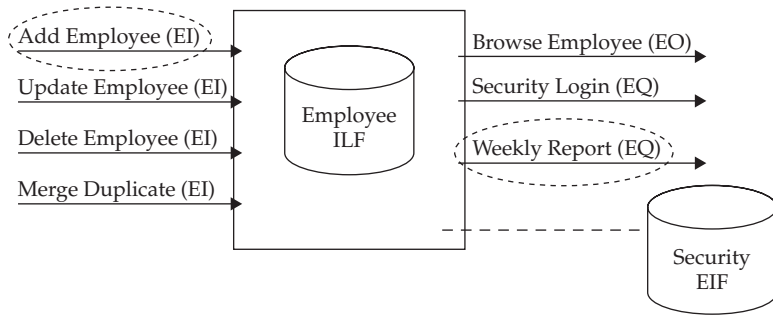 Add Employee (EI)
Update Employee (EI)
Delete Employee (EI)
Merge Duplicate (EI)
Employee
ILF
Browse Employee (EO)
Security Login (EQ)
Weekly Report (EQ)
Security
EIF